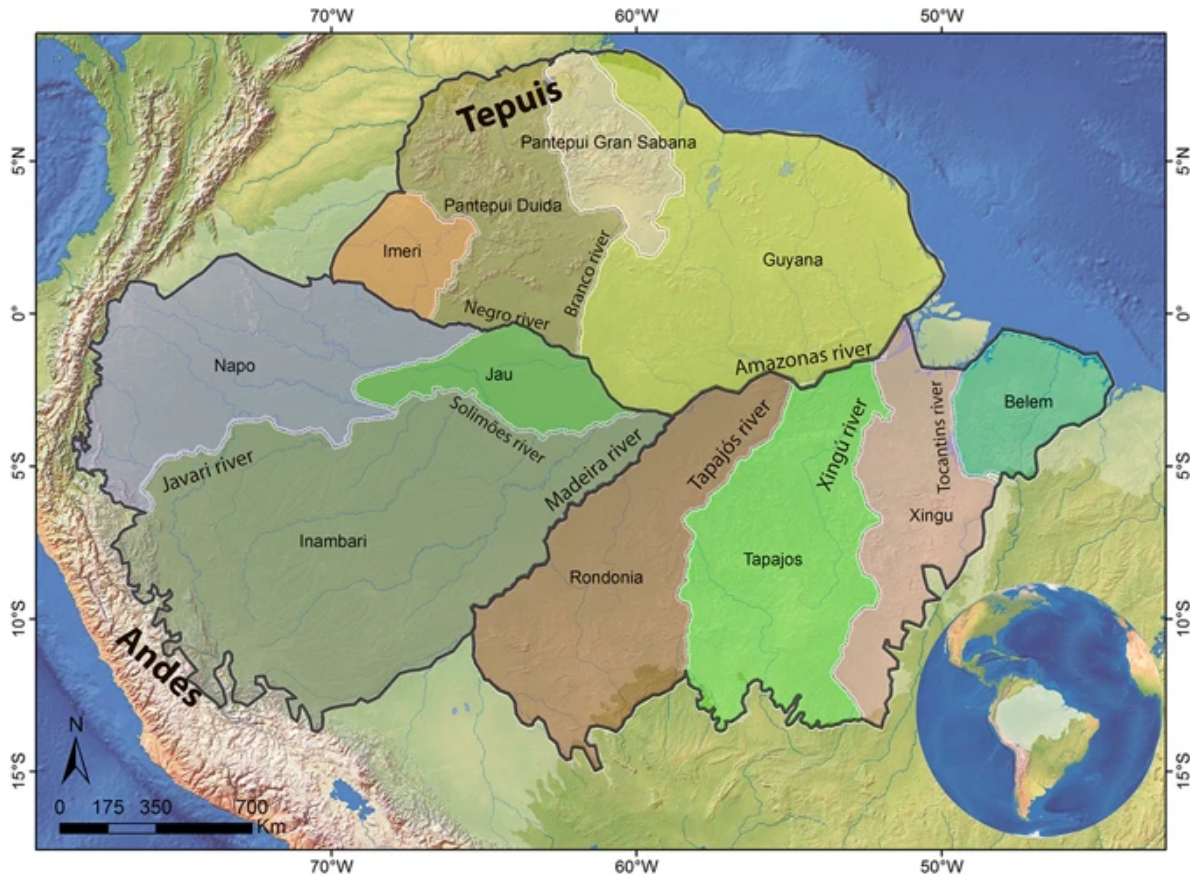 70°W
60°W
50°W
Tepuis
Pantepui Gran Sabana
5°N
5°N
Pantepui Duida
Imeri
Branco river
Guyana
Negro river
0°
0°
Napo
Jau
Amazonas river
Belem
Solimões river
Tapajós river
Xingú river
Tocantins river
Javari river
Madeira river
5°S
5°S
Inambari
Rondonia
Tapajos
Xingu
10°S
10°S
Andes
N
15°S
15°S
0 175 350 700
Km
70°W
60°W
50°W